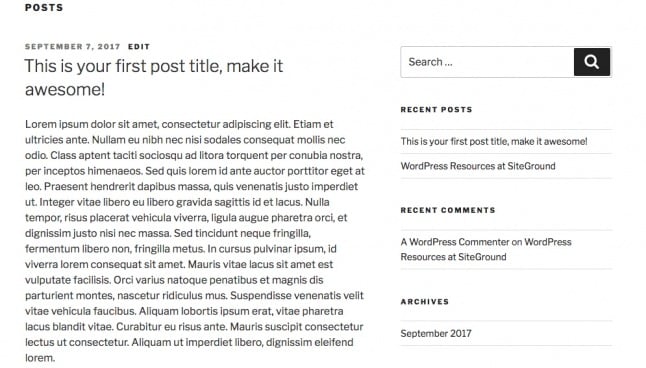 POSTS
SEPTEMBER 7, 2017 EDIT
This is your first post title, make it
awesome!
Lorem ipsum dolor sit amet, consectetur adipiscing elit. Etiam et
ultricies ante. Nullam eu nibh nec nisi sodales consequat mollis nec
odio. Class aptent taciti sociosqu ad litora torquent per conubia nostra,
per inceptos himenaeos. Sed quis lorem id ante auctor porttitor eget at
leo. Praesent hendrerit dapibus massa, quis venenatis justo imperdiet
ut. Integer vitae libero eu libero gravida sagittis id et lacus. Nulla
tempor, risus placerat vehicula viverra, ligula augue pharetra orci, et
dignissim justo nisi nec massa. Sed tincidunt neque fringilla,
fermentum libero non, fringilla metus. In cursus pulvinar ipsum, id
viverra lorem consequat sit amet. Mauris vitae lacus sit amet est
vulputate facilisis. Orci varius natoque penatibus et magnis dis
parturient montes, nascetur ridiculus mus. Suspendisse venenatis velit
vitae vehicula faucibus. Aliquam lobortis ipsum erat, vitae pharetra
lacus blandit vitae. Curabitur eu risus ante. Mauris suscipit consectetur
lectus ut consectetur. Aliquam ut imperdiet libero, dignissim eleifend
lorem.
Search ...
RECENT POSTS
This is your first post title, make it awesome!
WordPress Resources at SiteGround
RECENT COMMENTS
A WordPress Commenter on WordPress
Resources at SiteGround
ARCHIVES
September 2017